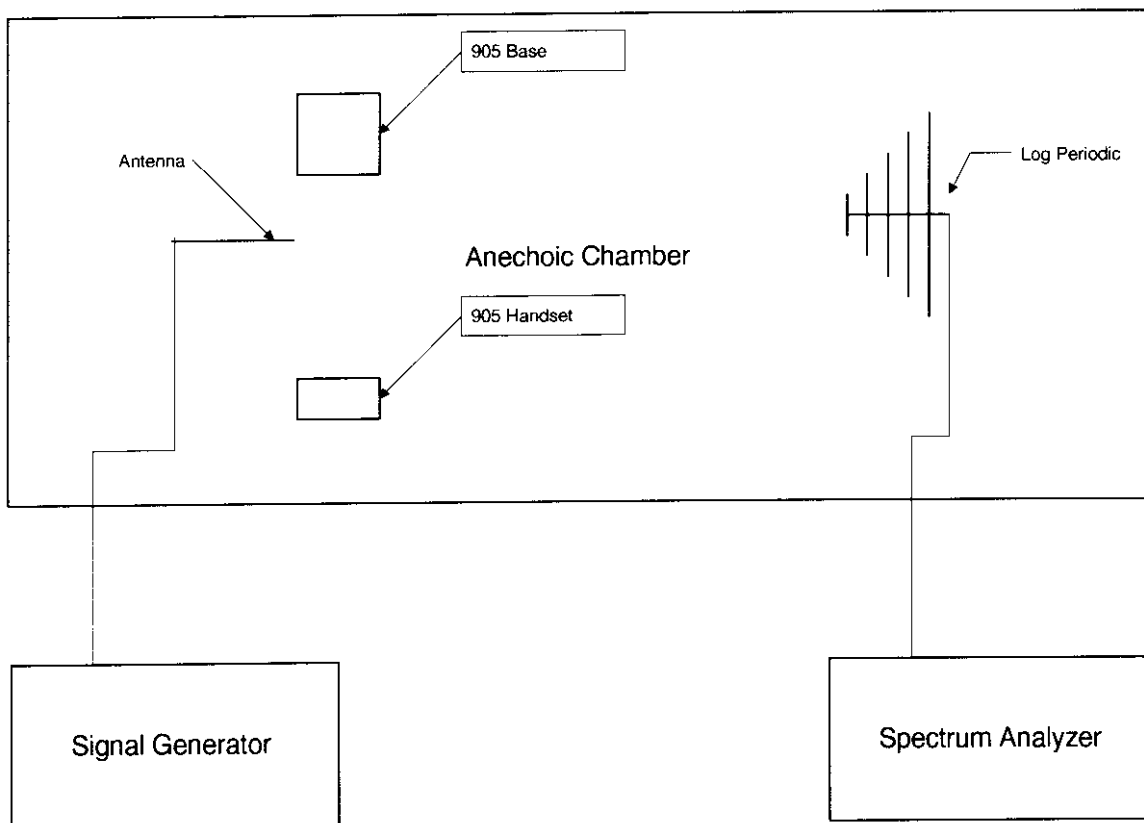 905 Base
Antenna
Log Periodic
Anechoic Chamber
905 Handset
Signal Generator
Spectrum Analyzer